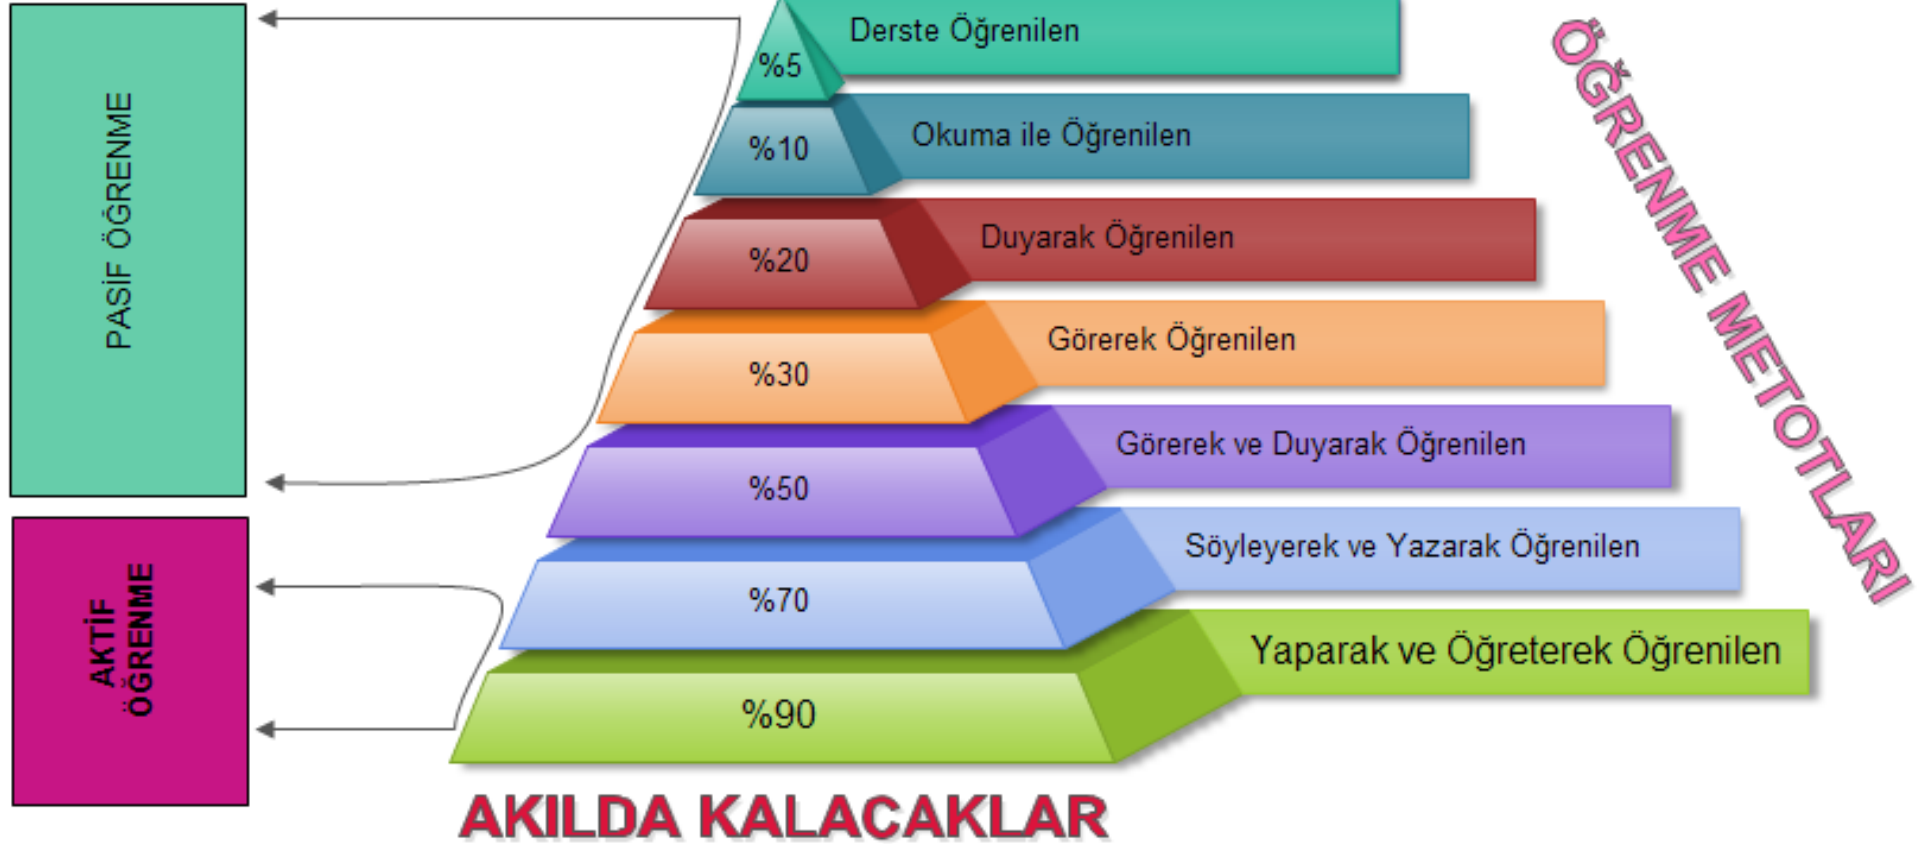 PASİF ÖĞRENME
AKTİF
ÖĞRENME
%5
Derste Öğrenilen
%10
Okuma ile Öğrenilen
%20
Duyarak Öğrenilen
%30
Görerek Öğrenilen
%50
Görerek ve Duyarak Öğrenilen
%70
Söyleyerek ve Yazarak Öğrenilen
%90
Yaparak ve Öğreterek Öğrenilen
ÖĞRENME METOTLARI
AKILDA KALACAKLAR